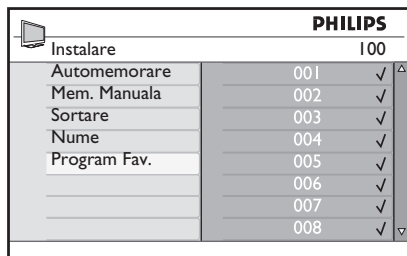 PHILIPS
Instalare 100
Automemorare 001 ✓
Mem. Manuala 002 ✓
Sortare 003 ✓
Nume 004 ✓
Program Fav. 005 ✓
006 ✓
007 ✓
008 ✓